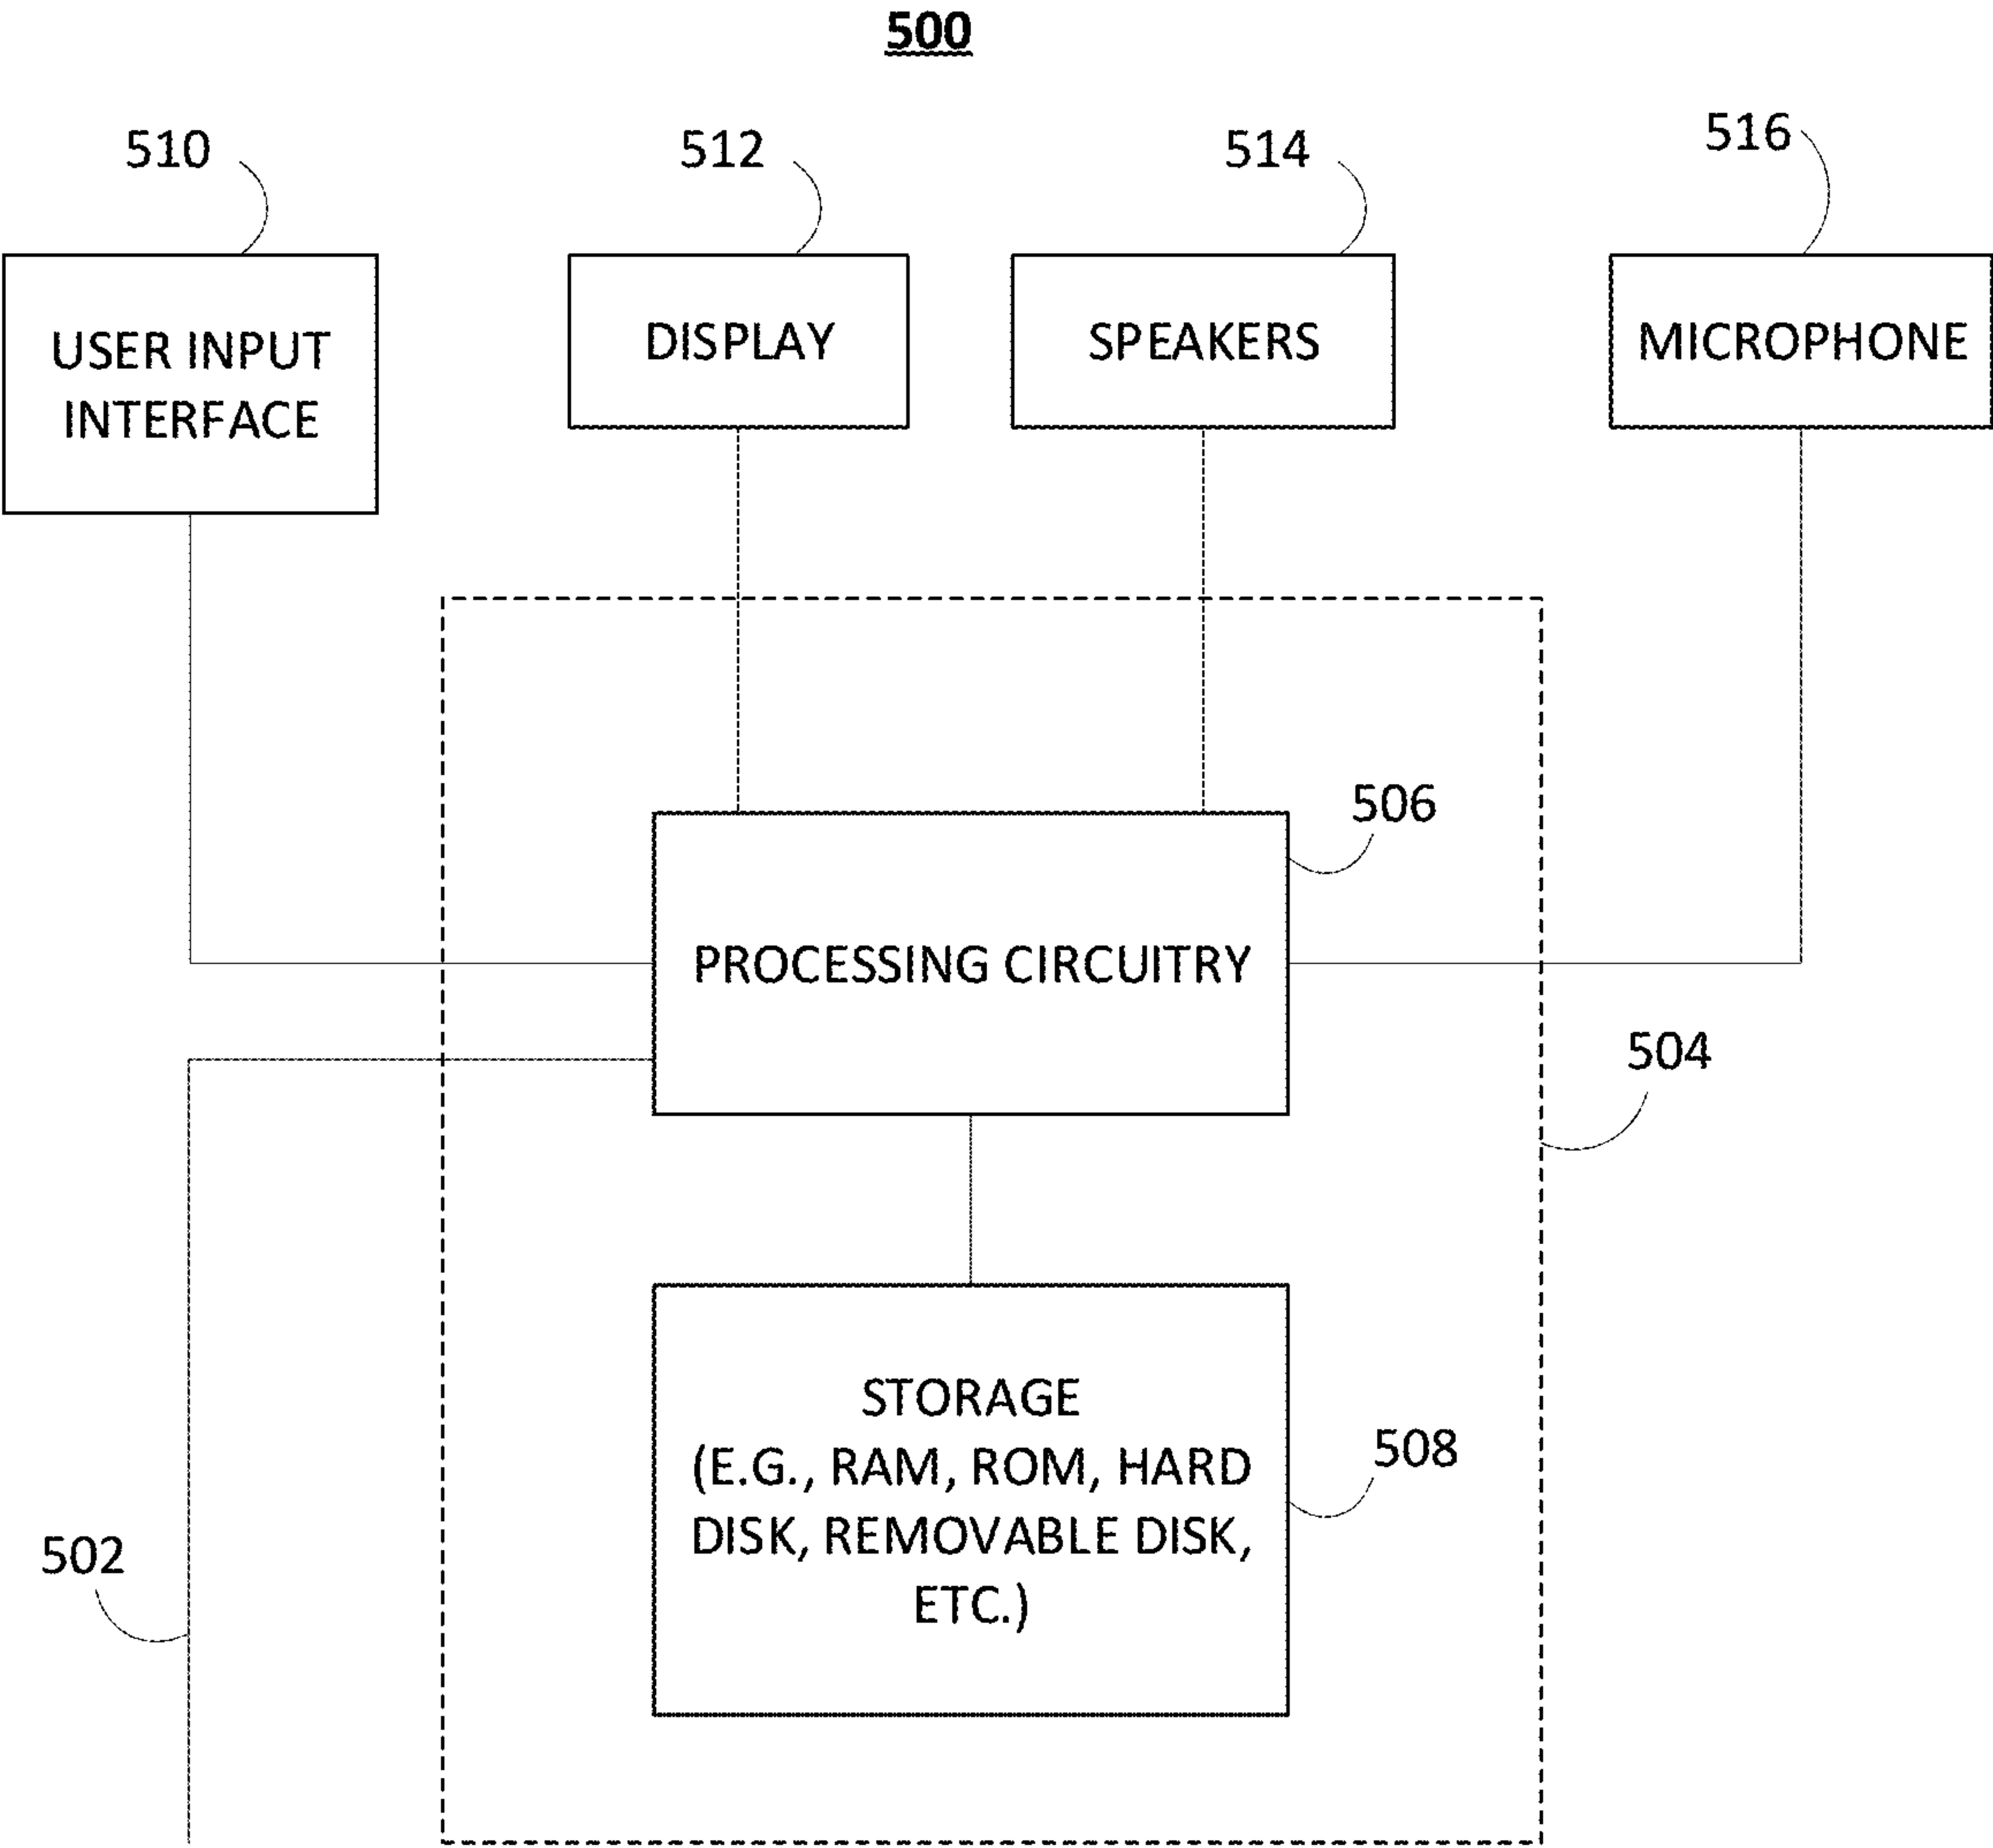 500
510
512
514
516
USER INPUT
INTERFACE
DISPLAY
SPEAKERS
MICROPHONE
506
PROCESSING CIRCUITRY
504
STORAGE
(E.G., RAM, ROM, HARD
DISK, REMOVABLE DISK,
ETC.)
508
502